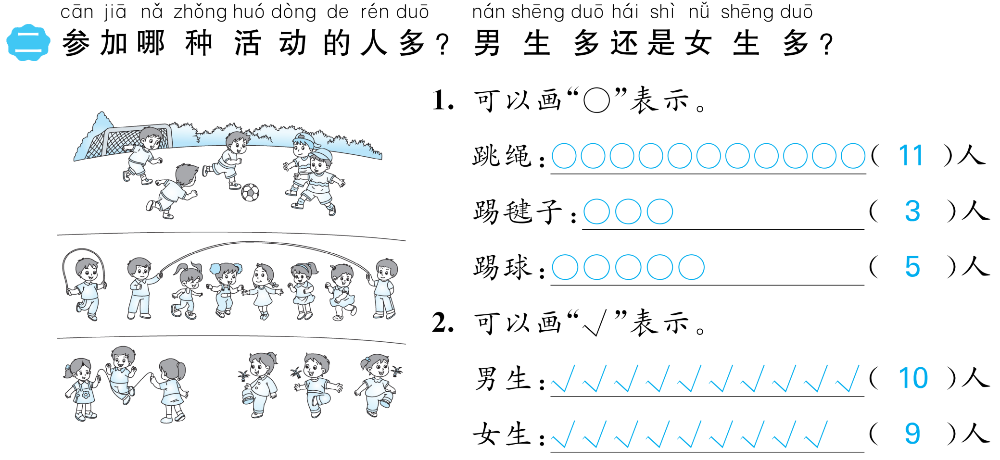 cān jiā nǎ zhǒng huó dòng de rén duō nán shēng duō hái shì nǚ shēng duō
二 参加哪种活动的人多？ 男生多还是女生多？
1. 可以画“○”表示。
跳绳：○○○○○○○○○○○（ 11 ）人
踢毽子：○○○（ 3 ）人
踢球：○○○○○（ 5 ）人
2. 可以画“√”表示。
男生：√√√√√√√√√√（ 10 ）人
女生：√√√√√√√√√（ 9 ）人